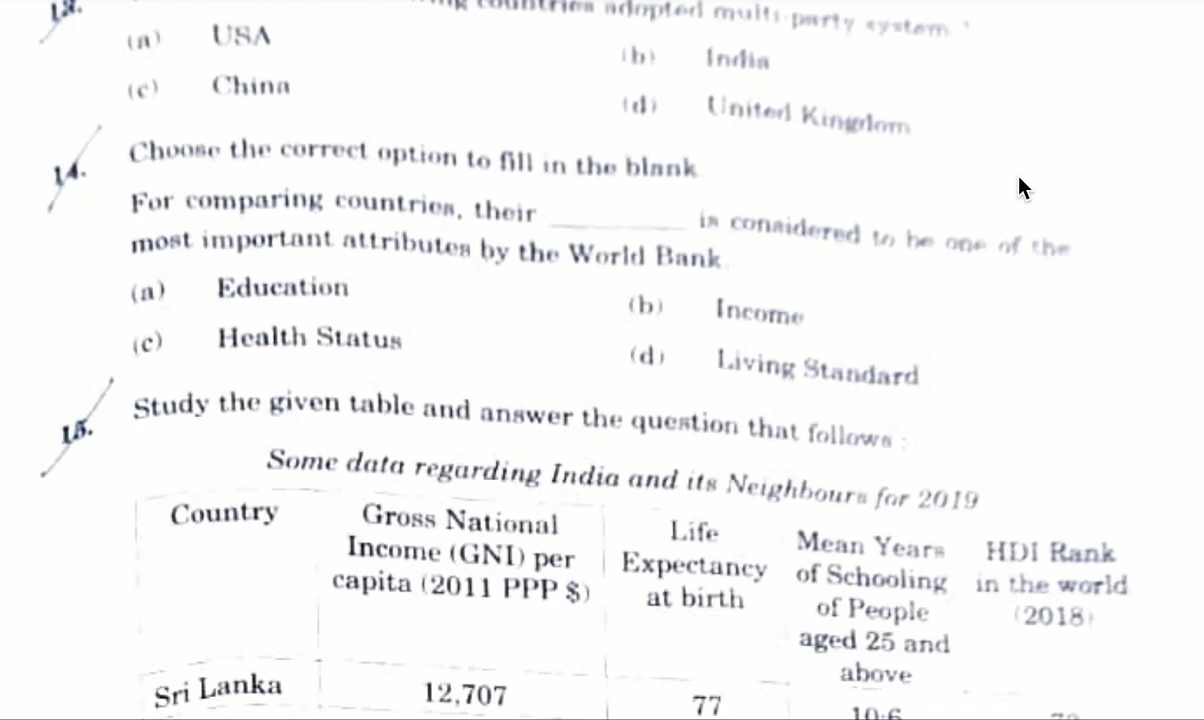 13. countries adopted multi-party system ?
(a) USA
(b) India
(c) China
(d) United Kingdom
14. Choose the correct option to fill in the blank.
For comparing countries, their ________ is considered to be one of the
most important attributes by the World Bank.
(a) Education
(b) Income
(c) Health Status
(d) Living Standard
15. Study the given table and answer the question that follows :
Some data regarding India and its Neighbours for 2019
Country
Gross National
Income (GNI) per
capita (2011 PPP $)
Life
Expectancy
at birth
Mean Years
of Schooling
of People
aged 25 and
above
HDI Rank
in the world
(2018)
Sri Lanka 12,707 77 10·6